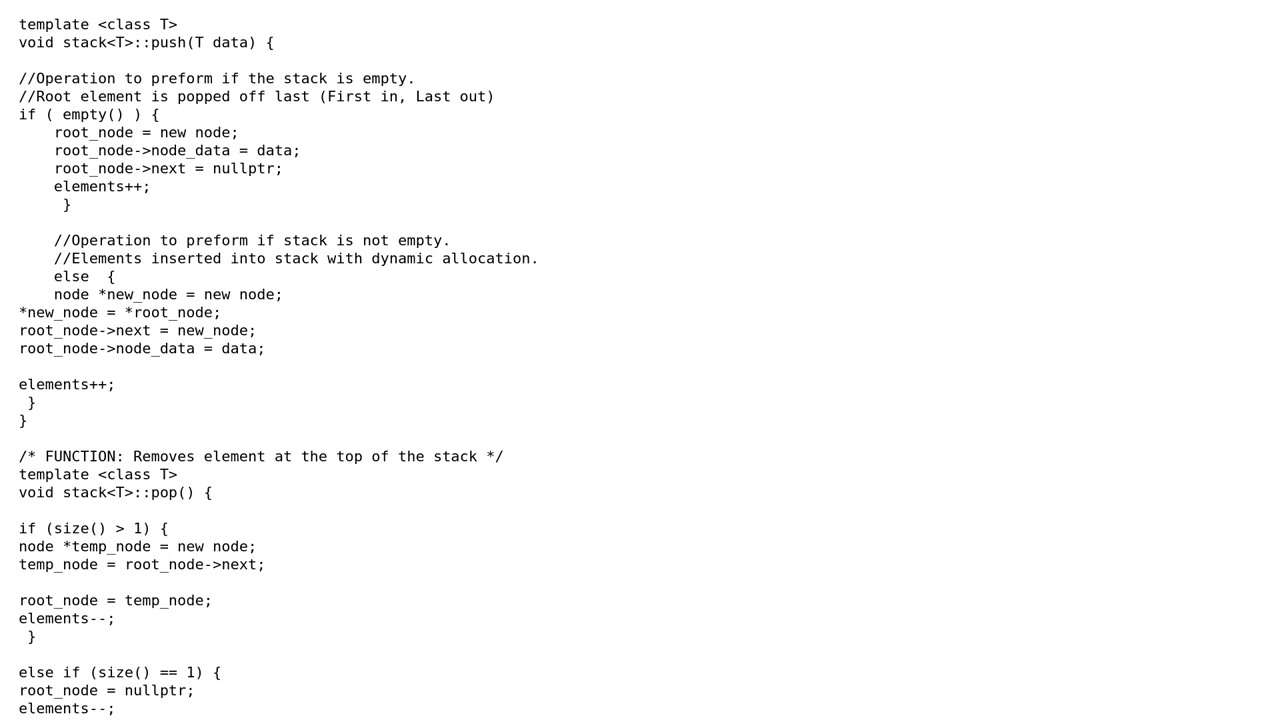 template <class T>
void stack<T>::push(T data) {

//Operation to preform if the stack is empty.
//Root element is popped off last (First in, Last out)
if ( empty() ) {
    root_node = new node;
    root_node->node_data = data;
    root_node->next = nullptr;
    elements++;
     }

    //Operation to preform if stack is not empty.
    //Elements inserted into stack with dynamic allocation.
    else  {
    node *new_node = new node;
*new_node = *root_node;
root_node->next = new_node;
root_node->node_data = data;

elements++;
 }
}

/* FUNCTION: Removes element at the top of the stack */
template <class T>
void stack<T>::pop() {

if (size() > 1) {
node *temp_node = new node;
temp_node = root_node->next;

root_node = temp_node;
elements--;
 }

else if (size() == 1) {
root_node = nullptr;
elements--;